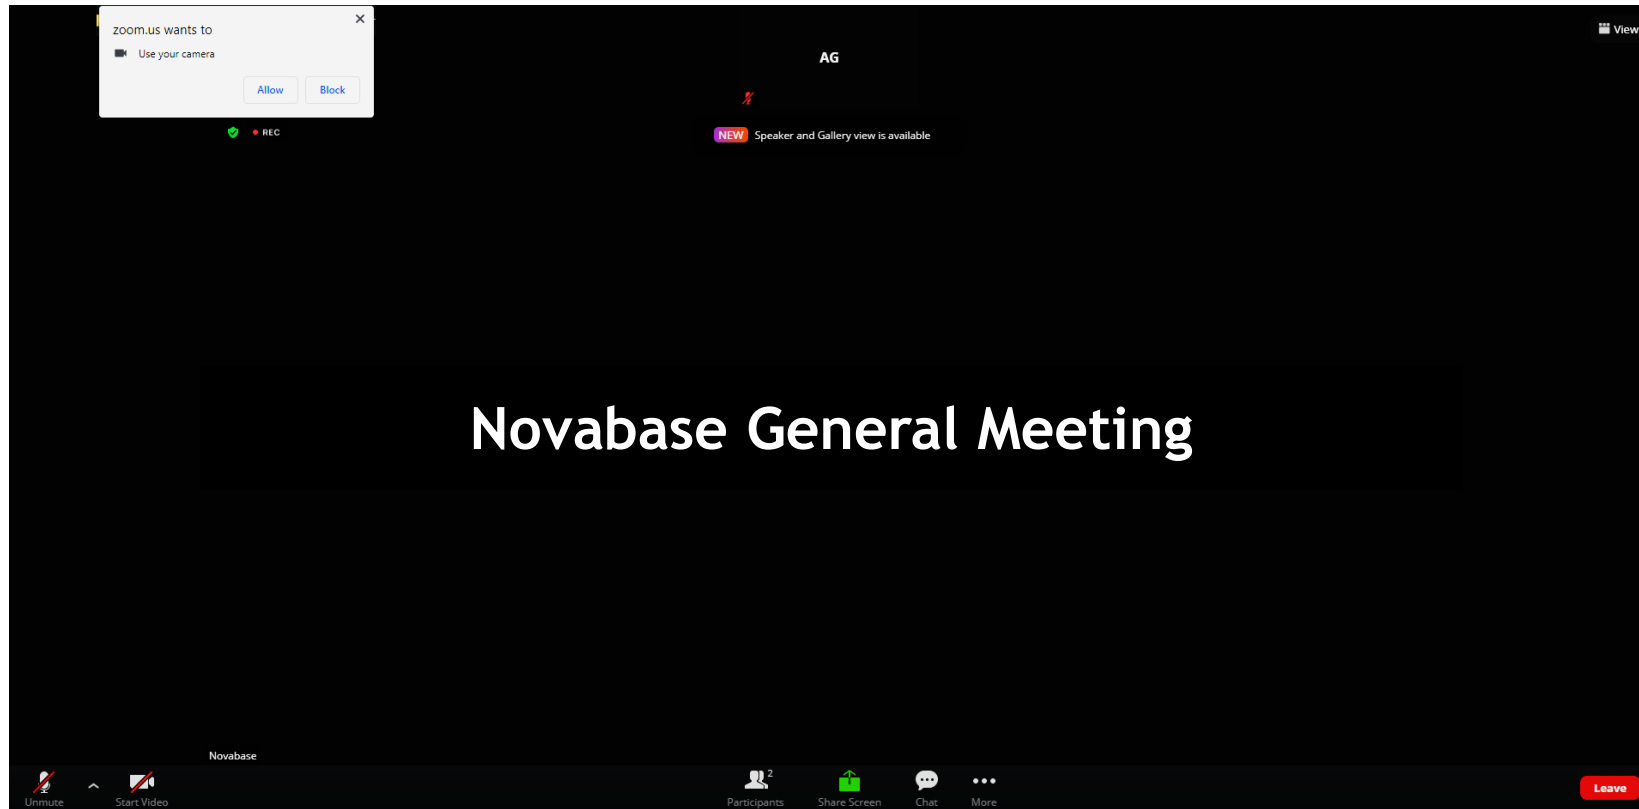 zoom.us wants to
Use your camera
Allow Block
View
AG
REC
NEW Speaker and Gallery view is available
Novabase General Meeting
Novabase
2
Unmute Start Video Participants Share Screen Chat More Leave